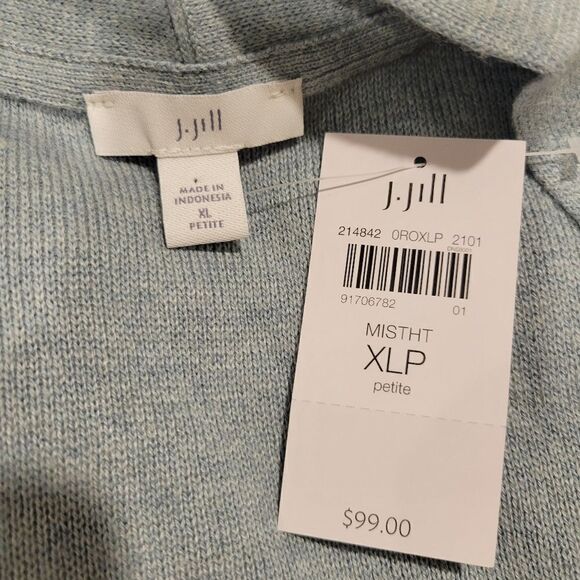 J.Jill
MADE IN
INDONESIA
XL
PETITE
J.Jill
214842 0ROXLP 2101
91706782 01
MISTHT
XLP
petite
$99.00